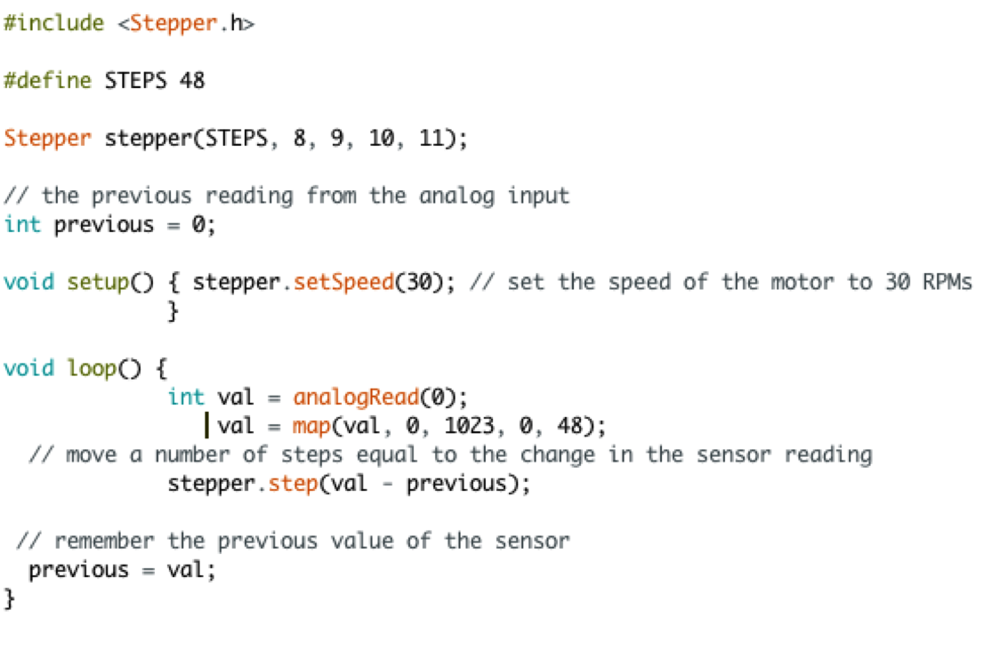 #include <Stepper.h>
#define STEPS 48
Stepper stepper(STEPS, 8, 9, 10, 11);
// the previous reading from the analog input
int previous = 0;
void setup() { stepper.setSpeed(30); // set the speed of the motor to 30 RPMs
}
void loop() {
int val = analogRead(0);
val = map(val, 0, 1023, 0, 48);
// move a number of steps equal to the change in the sensor reading
stepper.step(val - previous);
// remember the previous value of the sensor
previous = val;
}